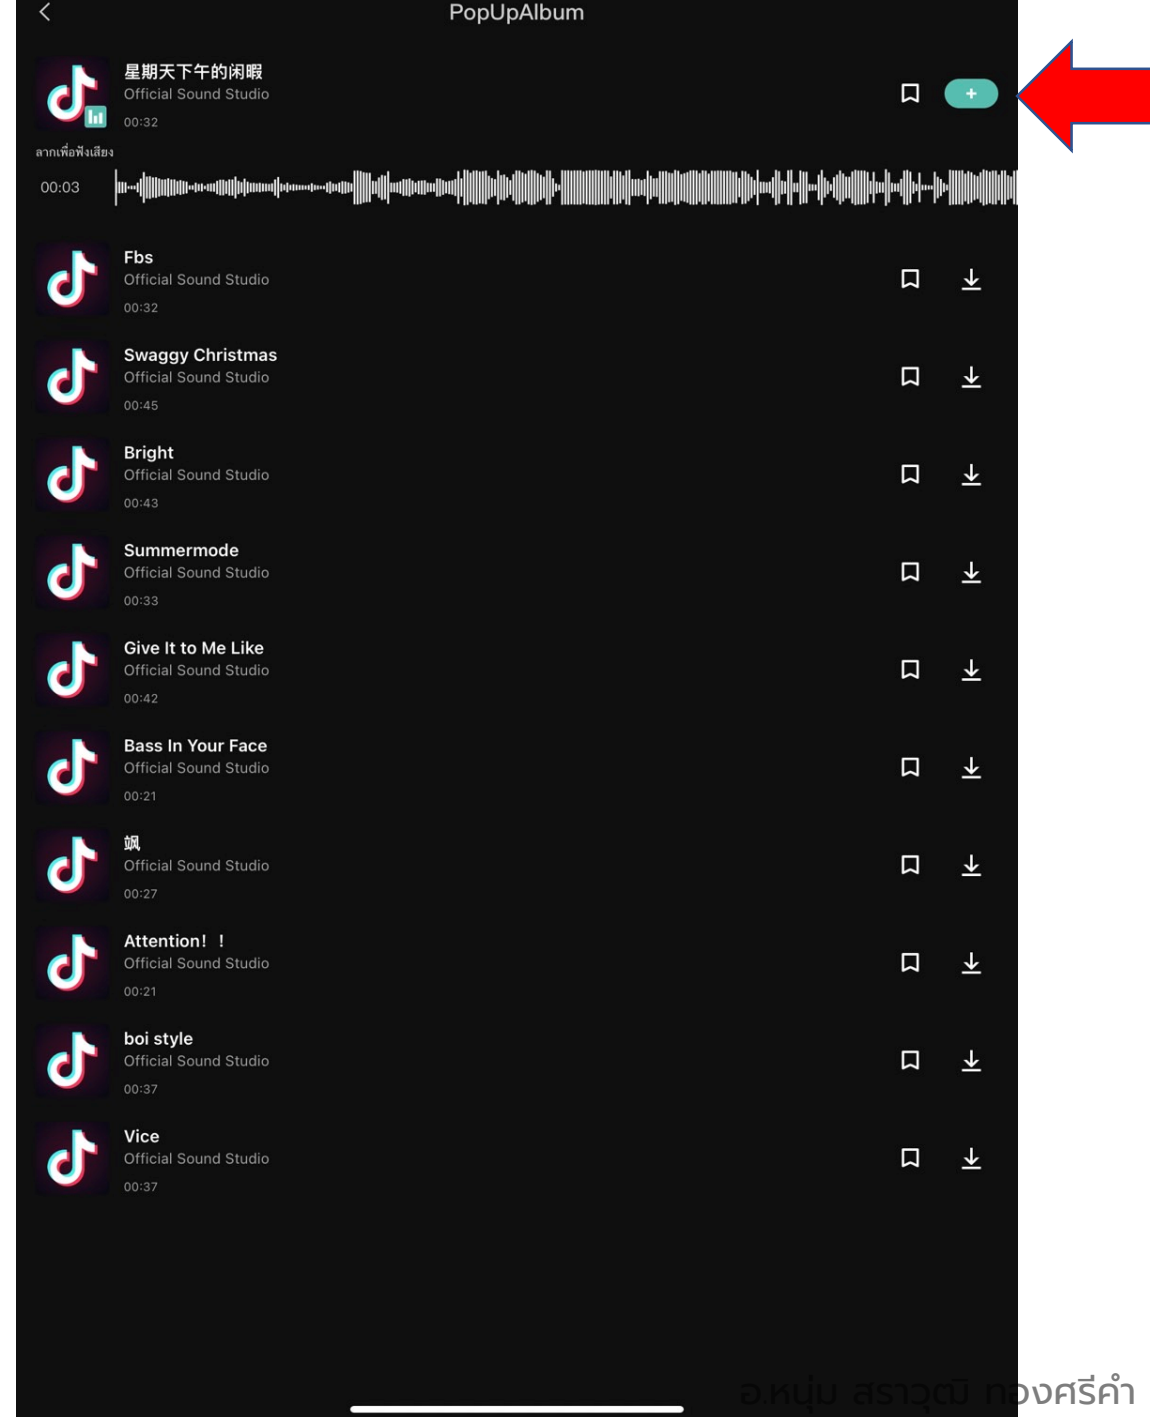 PopUpAlbum
星期天下午的闲暇
Official Sound Studio
00:32
ลากเพื่อฟังเสียง
00:03
Fbs
Official Sound Studio
00:32
Swaggy Christmas
Official Sound Studio
00:45
Bright
Official Sound Studio
00:43
Summermode
Official Sound Studio
00:33
Give It to Me Like
Official Sound Studio
00:42
Bass In Your Face
Official Sound Studio
00:21
飒
Official Sound Studio
00:27
Attention！！
Official Sound Studio
00:21
boi style
Official Sound Studio
00:37
Vice
Official Sound Studio
00:37
อ.หนุ่ม สราวุฒิ ทองศรีคำ